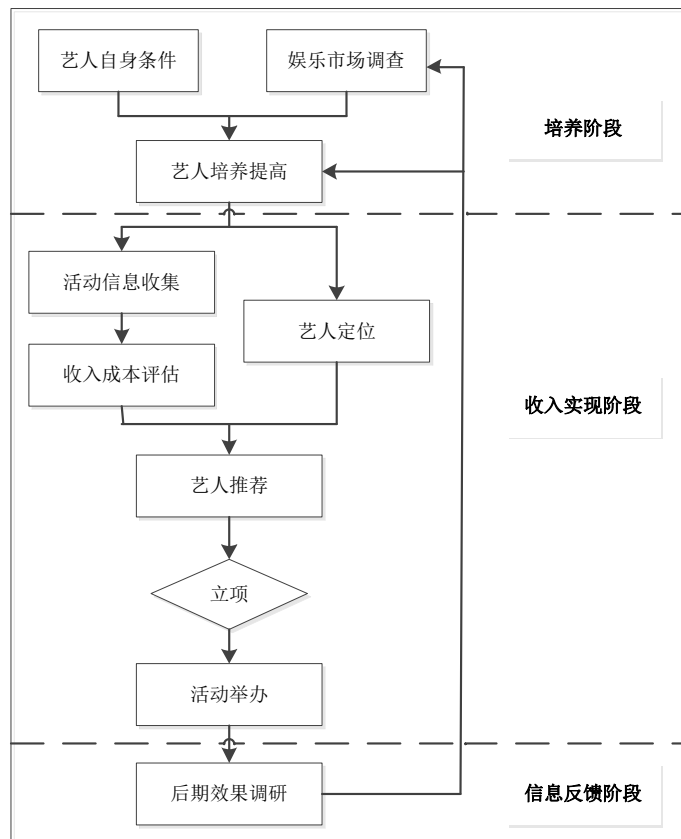 艺人自身条件
娱乐市场调查
培养阶段
艺人培养提高
活动信息收集
艺人定位
收入成本评估
收入实现阶段
艺人推荐
立项
活动举办
后期效果调研
信息反馈阶段